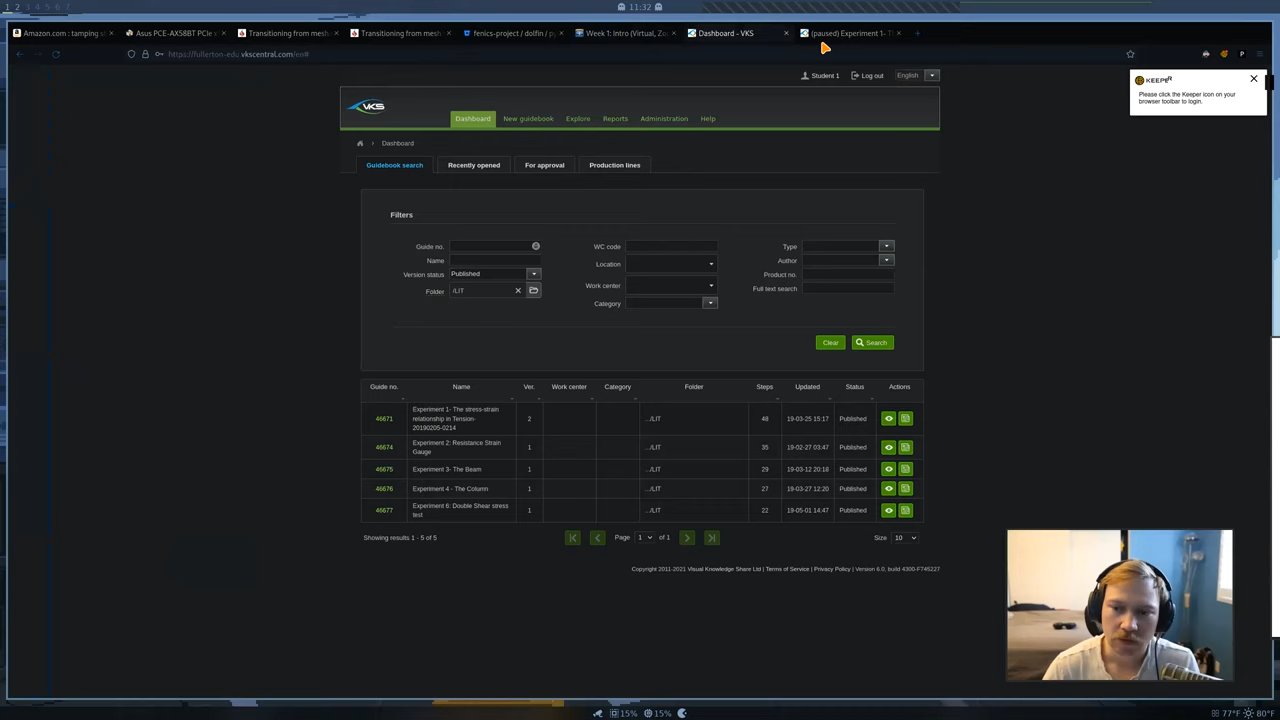 1 2 3 4 5 6 7
11:32
Amazon.com : tamping s
Asus PCE-AX58BT PCIe
Transitioning from mesh
Transitioning from mesh
fenics-project / dolfin / p
Week 1: Intro (Virtual, Zo
Dashboard - VKS
(paused) Experiment 1- T
https://fullerton-edu.vkscentral.com/en#
KEEPER
Please click the Keeper icon on your
browser toolbar to login.
Student 1
Log out
English
VKS
Dashboard
New guidebook
Explore
Reports
Administration
Help
Dashboard
Guidebook search
Recently opened
For approval
Production lines
Filters
Guide no.
WC code
Type
Name
Location
Author
Version status
Published
Product no.
Folder
/LIT
Work center
Full text search
Category
Clear
Search
Guide no.
Name
Ver.
Work center
Category
Folder
Steps
Updated
Status
Actions
46671
Experiment 1- The stress-strain
relationship in Tension-
20190205-0214
2
.../LIT
48
19-03-25 15:17
Published
46674
Experiment 2: Resistance Strain
Gauge
1
.../LIT
35
19-02-27 03:47
Published
46675
Experiment 3- The Beam
1
.../LIT
29
19-03-12 20:18
Published
46676
Experiment 4 - The Column
1
.../LIT
27
19-03-27 12:20
Published
46677
Experiment 6: Double Shear stress
test
1
.../LIT
22
19-05-01 14:47
Published
Showing results 1 - 5 of 5
Page
1
of 1
Size
10
Copyright 2011-2021 Visual Knowledge Share Ltd | Terms of Service | Privacy Policy | Version 6.0, build 4300-F745227
15%
15%
77°F
80°F